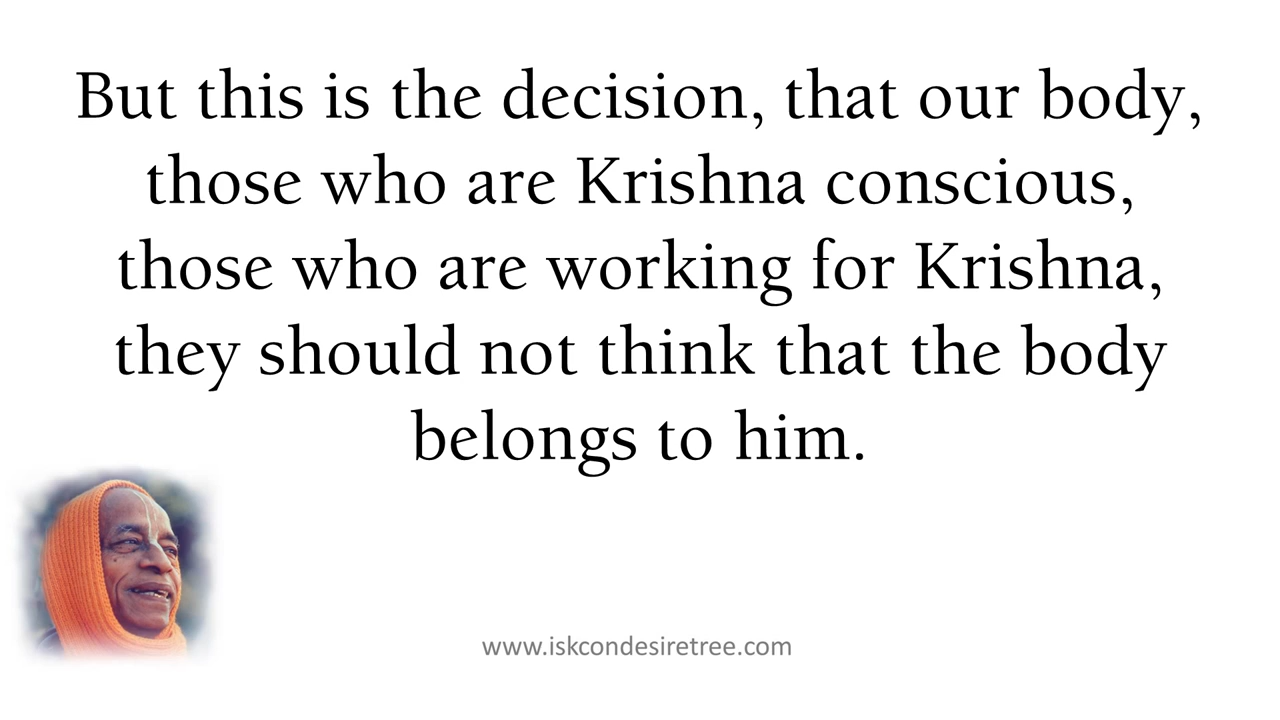 But this is the decision, that our body,
those who are Krishna conscious,
those who are working for Krishna,
they should not think that the body
belongs to him.
www.iskcondesiretree.com